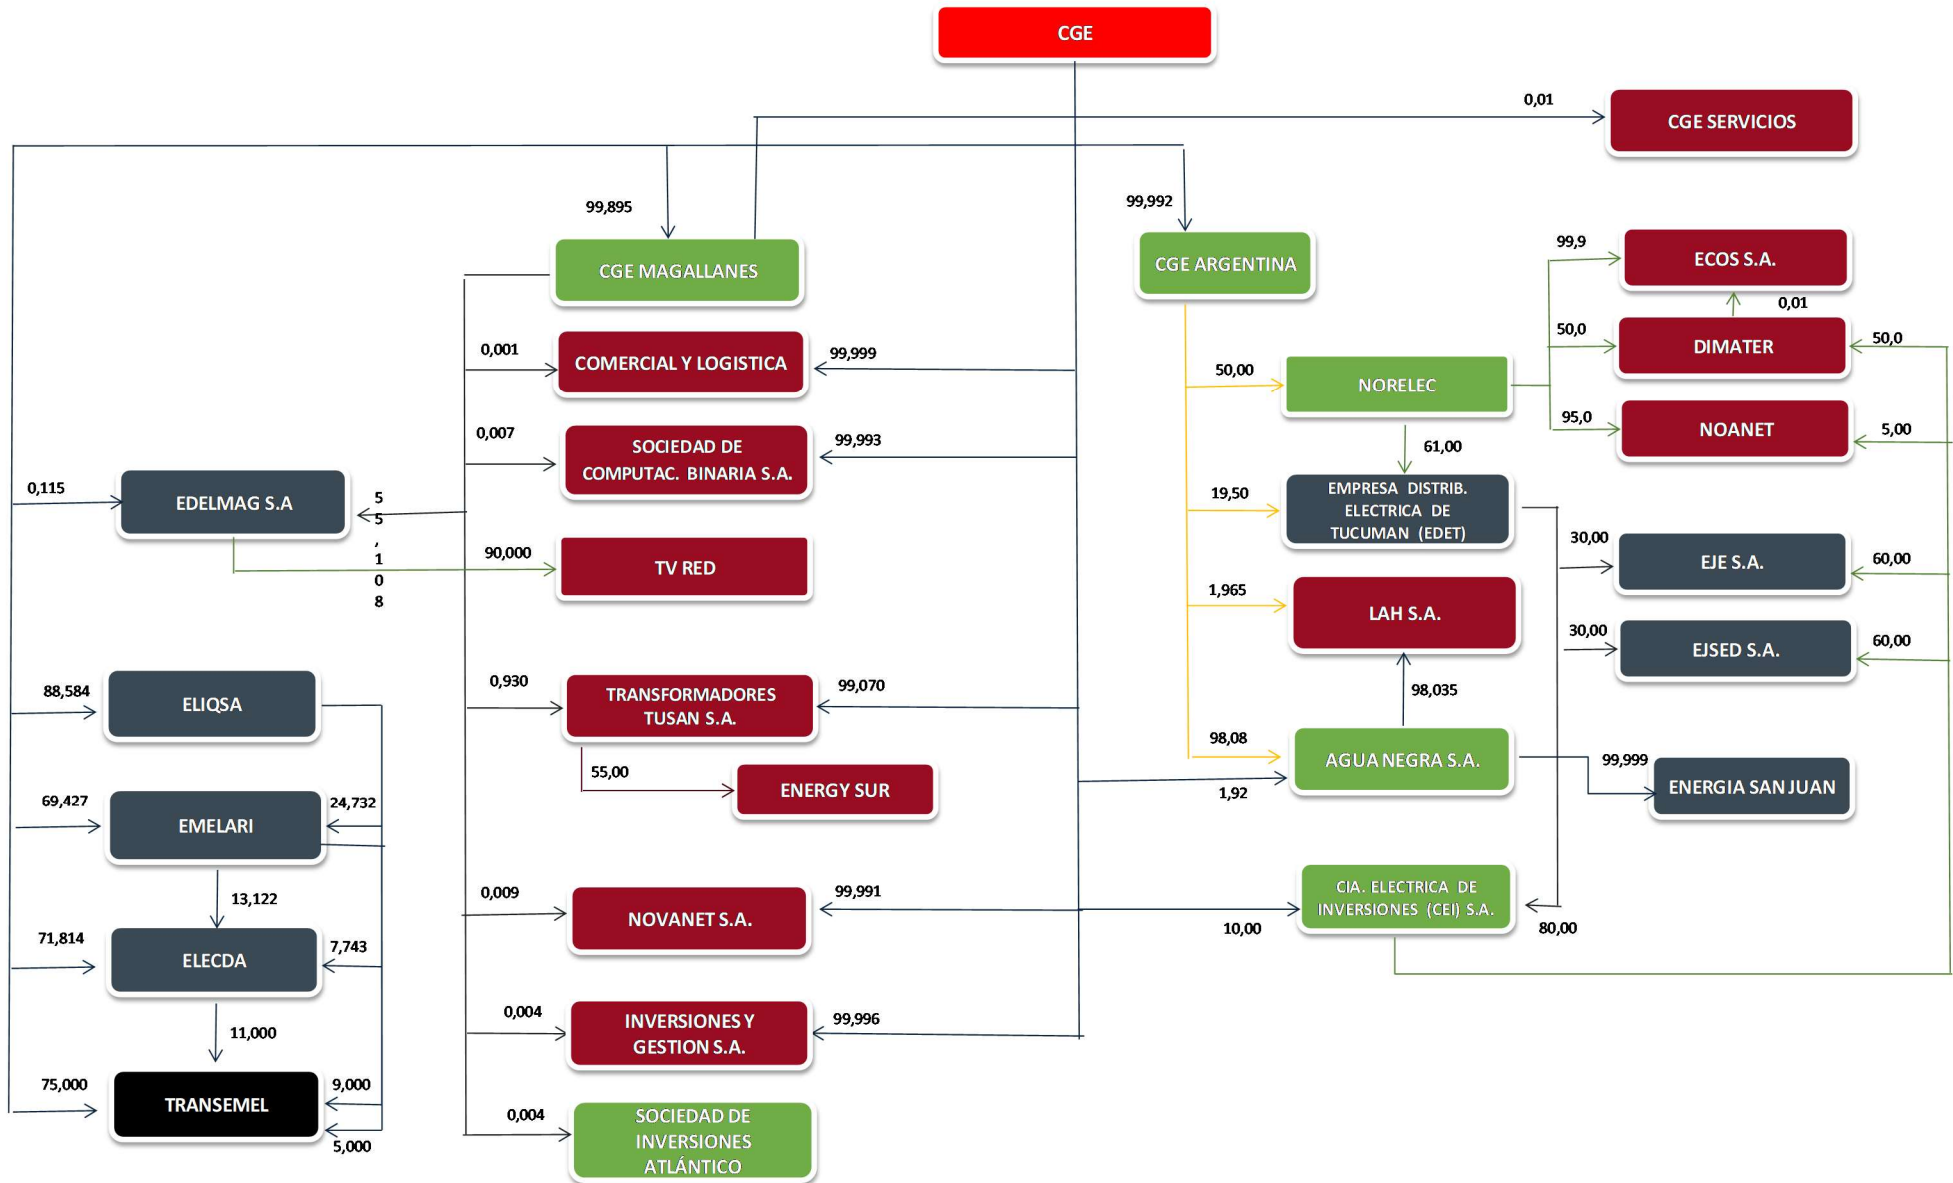 CGE
0,01
CGE SERVICIOS
99,895
99,992
CGE MAGALLANES
CGE ARGENTINA
99,9
ECOS S.A.
0,01
0,001
COMERCIAL Y LOGISTICA
99,999
50,00
NORELEC
50,0
DIMATER
50,0
95,0
NOANET
5,00
0,007
SOCIEDAD DE
COMPUTAC. BINARIA S.A.
99,993
61,00
0,115
EDELMAG S.A
5
5
,
1
0
8
19,50
EMPRESA DISTRIB.
ELECTRICA DE
TUCUMAN (EDET)
90,000
TV RED
30,00
EJE S.A.
60,00
1,965
LAH S.A.
30,00
EJSED S.A.
60,00
88,584
ELIQSA
0,930
TRANSFORMADORES
TUSAN S.A.
99,070
98,035
98,08
AGUA NEGRA S.A.
1,92
99,999
ENERGIA SAN JUAN
55,00
ENERGY SUR
69,427
EMELARI
24,732
13,122
0,009
NOVANET S.A.
99,991
10,00
CIA. ELECTRICA DE
INVERSIONES (CEI) S.A.
80,00
71,814
ELECDA
7,743
11,000
0,004
INVERSIONES Y
GESTION S.A.
99,996
75,000
TRANSEMEL
9,000
5,000
0,004
SOCIEDAD DE
INVERSIONES
ATLÁNTICO